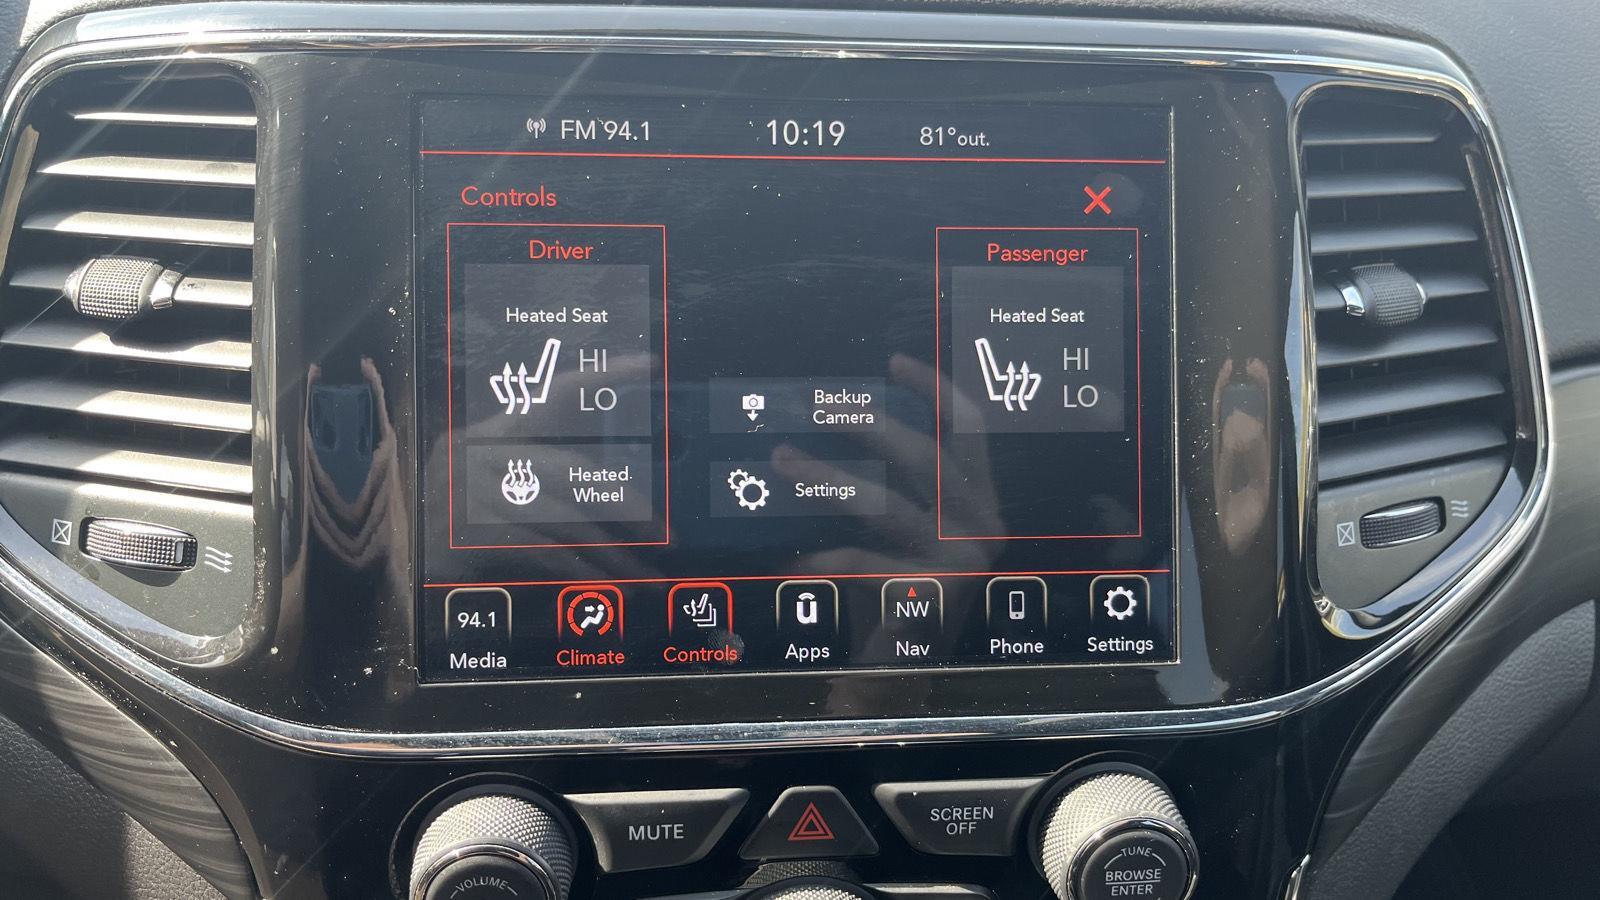 FM 94.1
10:19
81°out.
Controls
Driver
Heated Seat
HI
LO
Heated
Wheel
Backup
Camera
Settings
Passenger
Heated Seat
HI
LO
94.1
Media
Climate
Controls
Apps
NW
Nav
Phone
Settings
MUTE
SCREEN
OFF
VOLUME
TUNE
BROWSE
ENTER